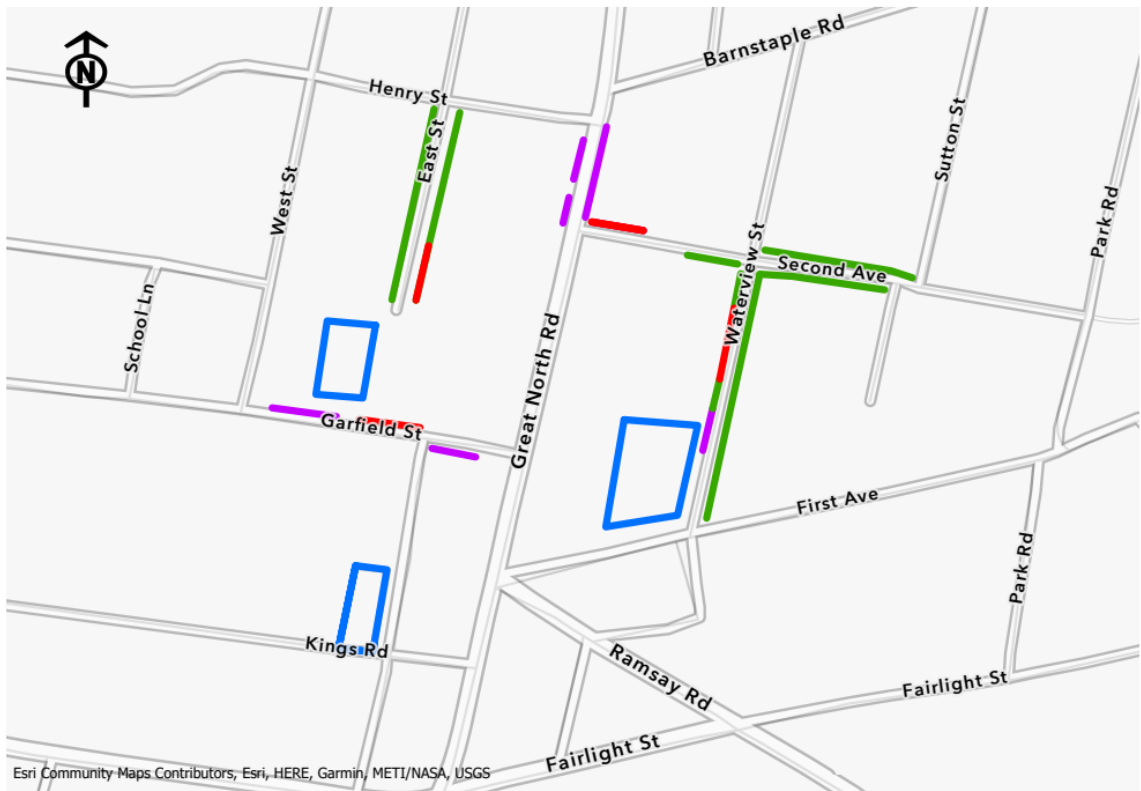 Barnstaple Rd
N
Henry St
East St
Sutton St
West St
Park Rd
Waterview St
Second Ave
School Ln
Great North Rd
Garfield St
First Ave
Park Rd
Kings Rd
Ramsay Rd
Fairlight St
Fairlight St
Esri Community Maps Contributors, Esri, HERE, Garmin, METI/NASA, USGS